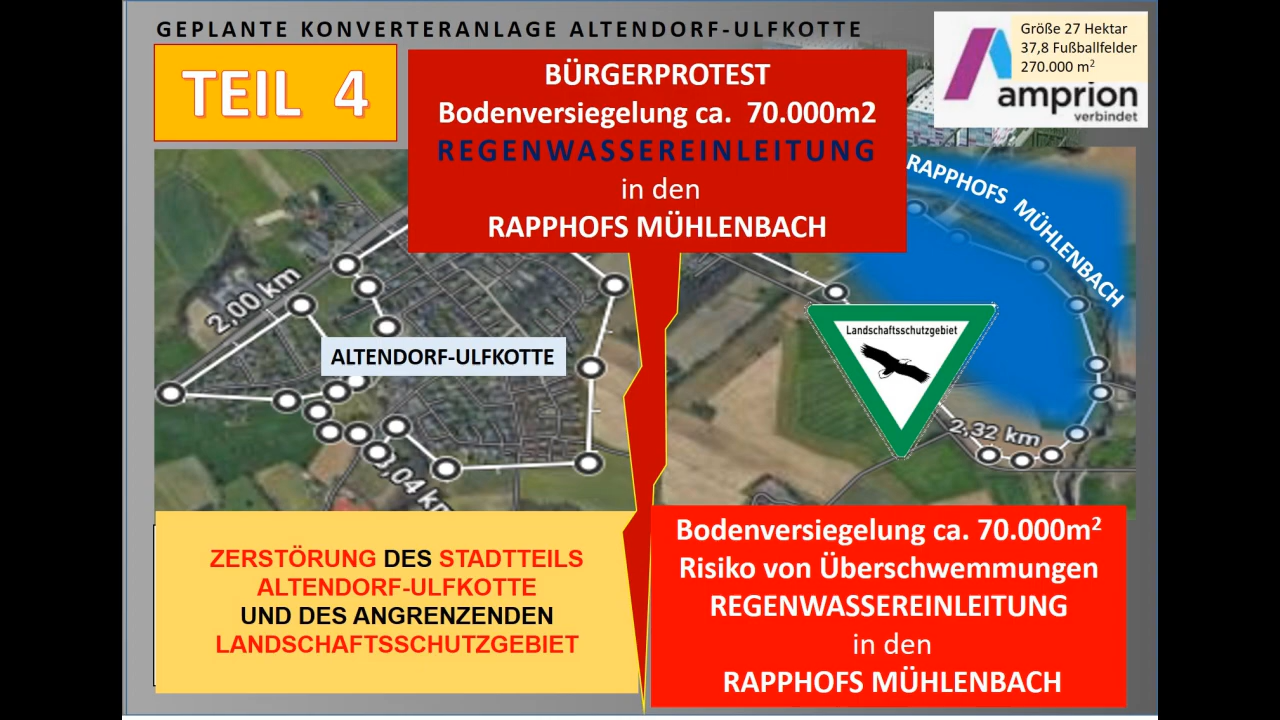 GEPLANTE KONVERTERANLAGE ALTENDORF-ULFKOTTE
TEIL 4
BÜRGERPROTEST
Bodenversiegelung ca. 70.000m2
REGENWASSEREINLEITUNG
in den
RAPPHOFS MÜHLENBACH
Größe 27 Hektar
37,8 Fußballfelder
270.000 m²
amprion
verbindet
RAPPHOFS MÜHLENBACH
2,00 km
ALTENDORF-ULFKOTTE
Landschaftsschutzgebiet
2,32 km
3,04 km
ZERSTÖRUNG DES STADTTEILS
ALTENDORF-ULFKOTTE
UND DES ANGRENZENDEN
LANDSCHAFTSSCHUTZGEBIET
Bodenversiegelung ca. 70.000m²
Risiko von Überschwemmungen
REGENWASSEREINLEITUNG
in den
RAPPHOFS MÜHLENBACH